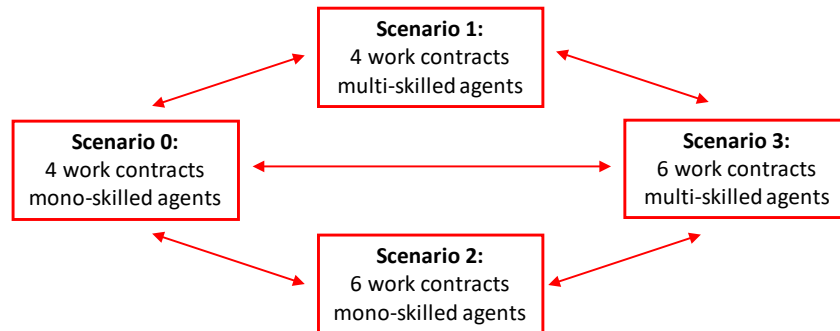 Scenario 1:
4 work contracts
multi-skilled agents
Scenario 0:
4 work contracts
mono-skilled agents
Scenario 3:
6 work contracts
multi-skilled agents
Scenario 2:
6 work contracts
mono-skilled agents